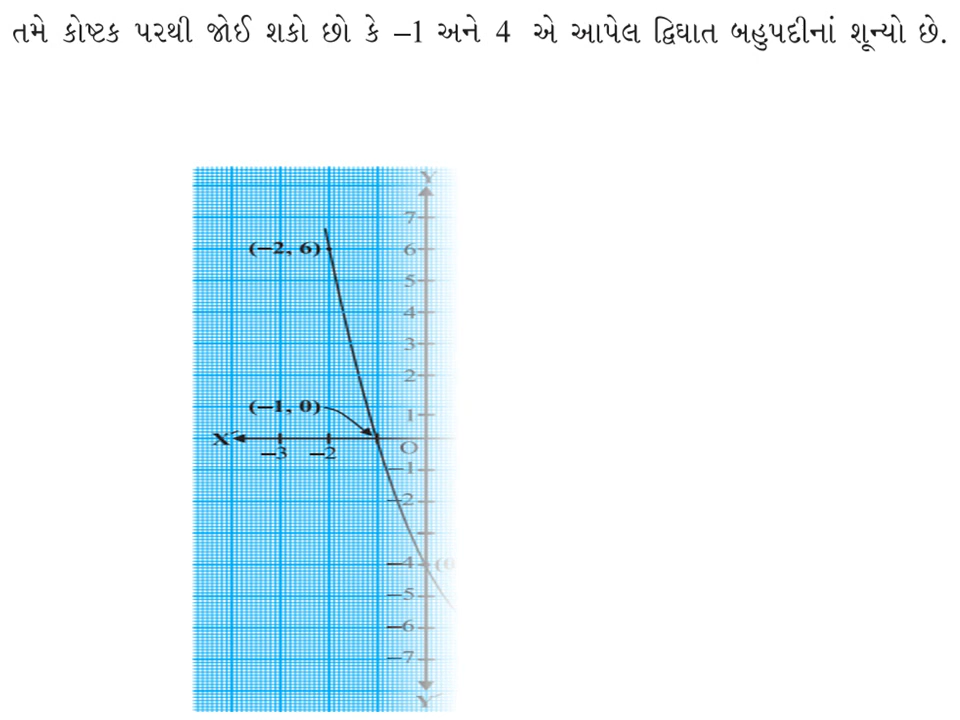 તમે કોષ્ટક પરથી જોઈ શકો છો કે –1 અને 4 એ આપેલ દ્વિઘાત બહુપદીનાં શૂન્યો છે.
Y
7
(–2, 6) 6
5
4
3
2
(–1, 0) 1
X′ O
–3 –2 –1
–2
–4 (0
–5
–6
–7
Y′